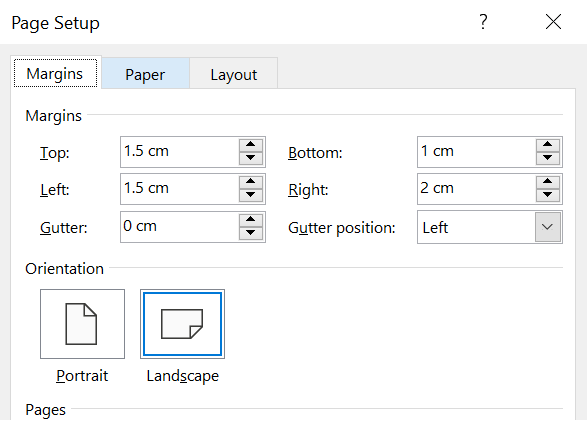 Page Setup ?
Margins Paper Layout
Margins
Top: 1.5 cm Bottom: 1 cm
Left: 1.5 cm Right: 2 cm
Gutter: 0 cm Gutter position: Left
Orientation
Portrait Landscape
Pages